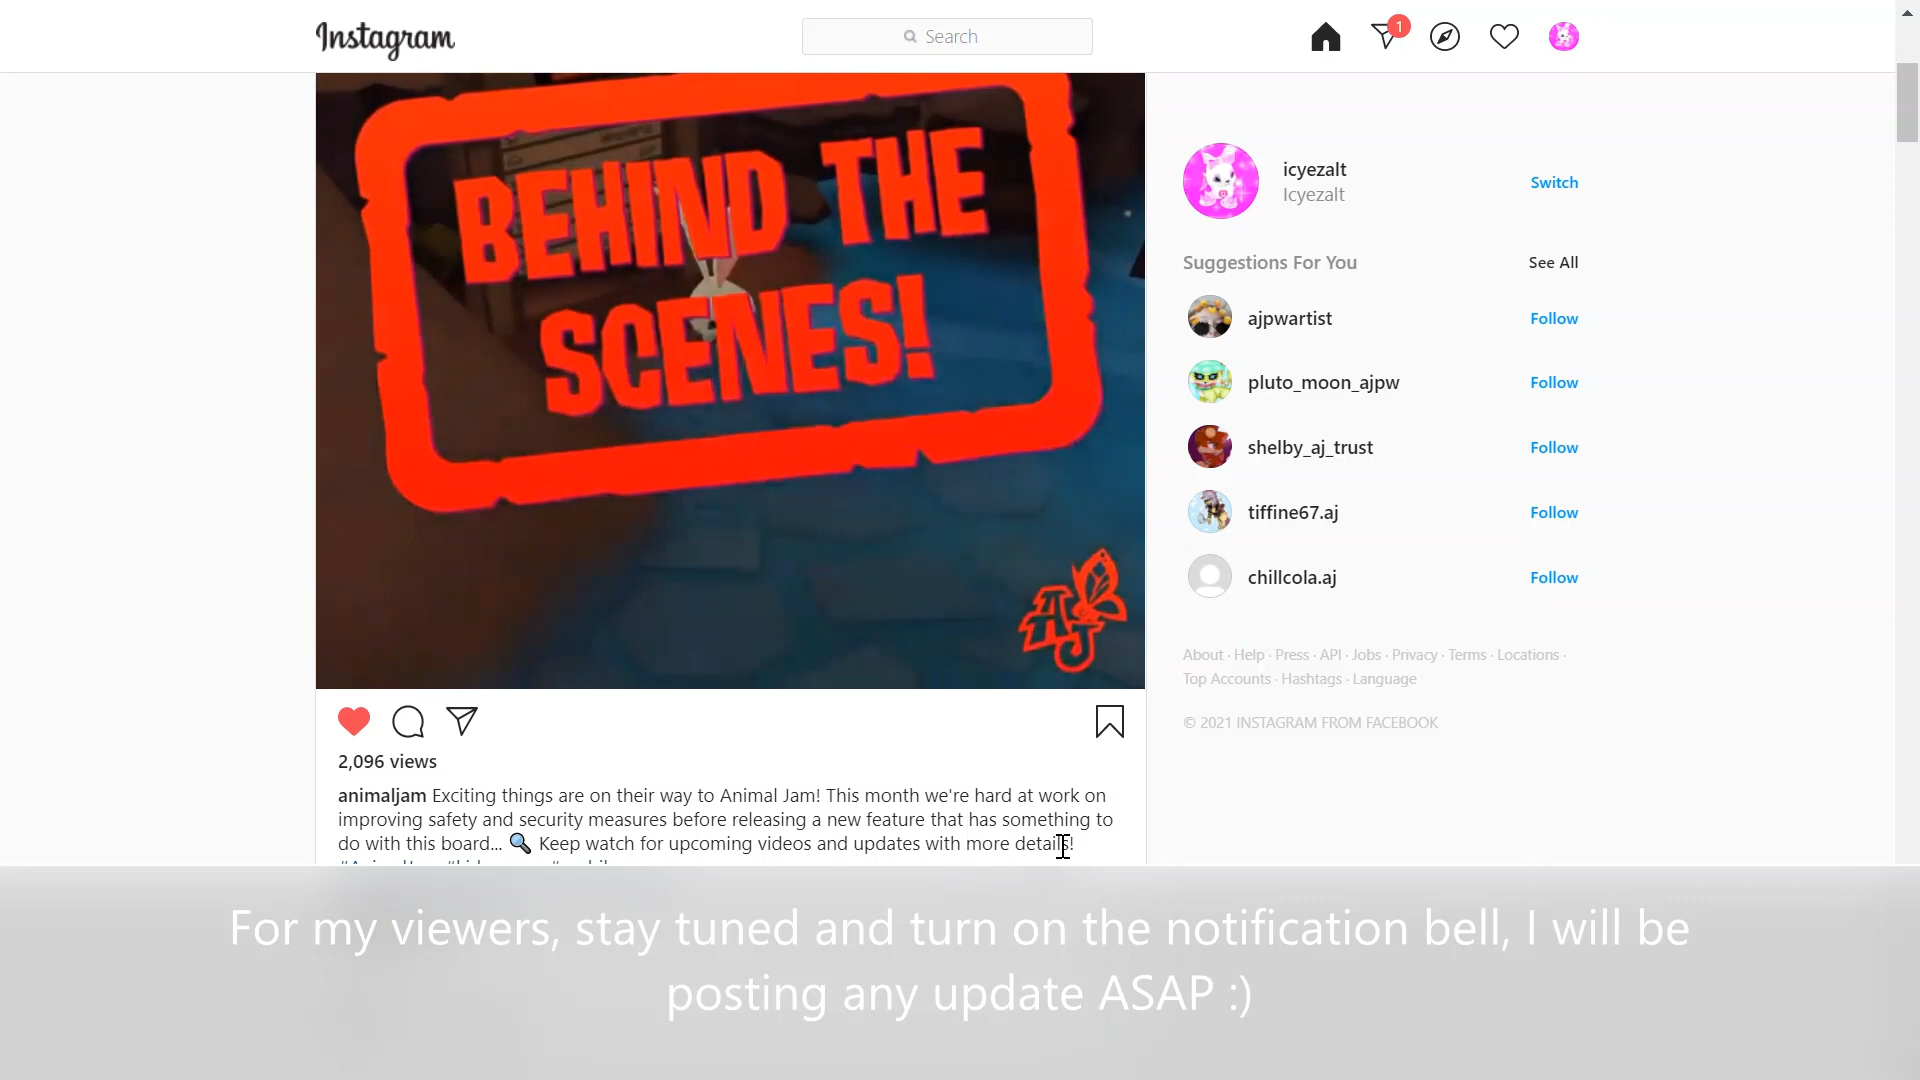 Instagram
Search
1
BEHIND THE
SCENES!
AJ
icyezalt
Icyezalt
Switch
Suggestions For You
See All
ajpwartist
Follow
pluto_moon_ajpw
Follow
shelby_aj_trust
Follow
tiffine67.aj
Follow
chillcola.aj
Follow
About · Help · Press · API · Jobs · Privacy · Terms · Locations ·
Top Accounts · Hashtags · Language
© 2021 INSTAGRAM FROM FACEBOOK
2,096 views
animaljam Exciting things are on their way to Animal Jam! This month we're hard at work on
improving safety and security measures before releasing a new feature that has something to
do with this board... 🔍 Keep watch for upcoming videos and updates with more details!
For my viewers, stay tuned and turn on the notification bell, I will be
posting any update ASAP :)